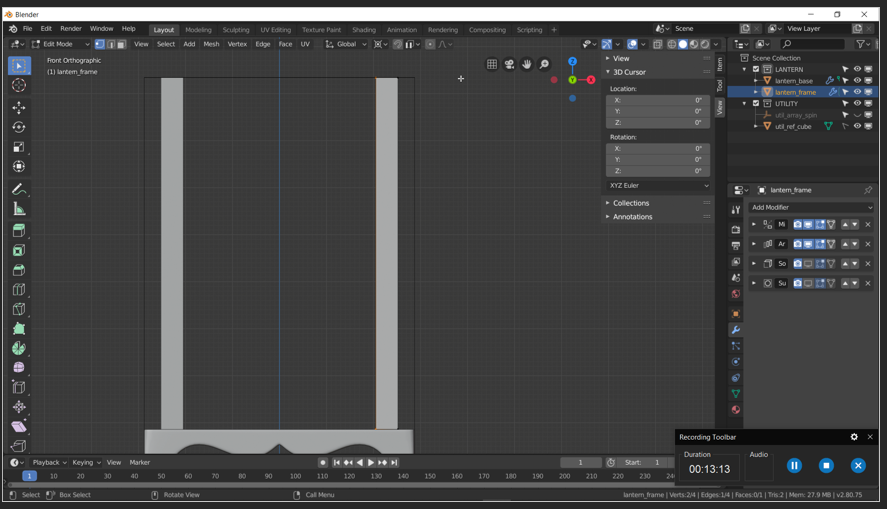 Blender
File Edit Render Window Help Layout Modeling Sculpting UV Editing Texture Paint Shading Animation Rendering Compositing Scripting + Scene View Layer
Edit Mode View Select Add Mesh Vertex Edge Face UV Global
Front Orthographic
(1) lantern_frame
Z
Y
X
View
3D Cursor
Location:
X: 0"
Y: 0"
Z: 0"
Rotation:
X: 0°
Y: 0°
Z: 0°
XYZ Euler
Collections
Annotations
Item
Tool
View
Scene Collection
LANTERN
lantern_base
lantern_frame
UTILITY
util_array_spin
util_ref_cube
lantern_frame
Add Modifier
Mi
Ar
So
Su
Recording Toolbar
Duration Audio
00:13:13
Playback Keying View Marker 1 Start: 1
1 10 20 30 40 50 60 70 80 90 100 110 120 130 140 150 160 170 180 190 200 210 220 230
Select Box Select Rotate View Call Menu lantern_frame | Verts:2/4 | Edges:1/4 | Faces:0/1 | Tris:2 | Mem: 27.9 MB | v2.80.75